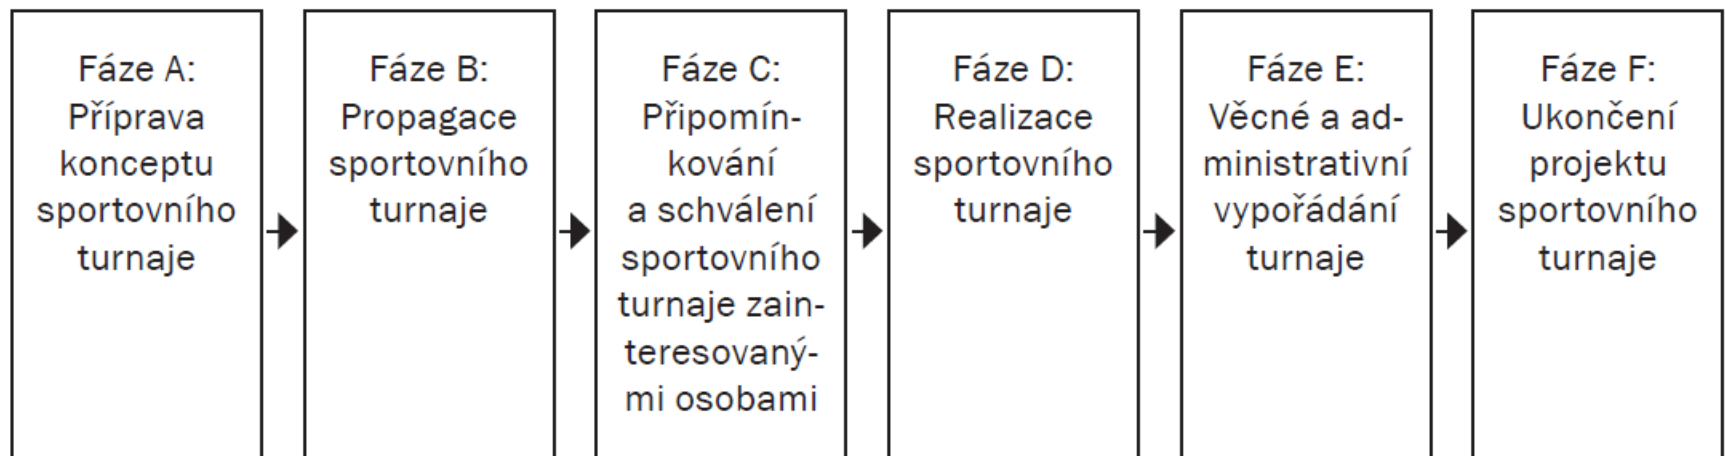 Fáze A:
Příprava
konceptu
sportovního
turnaje
Fáze B:
Propagace
sportovního
turnaje
Fáze C:
Připomín-
kování
a schválení
sportovního
turnaje zain-
teresovaný-
mi osobami
Fáze D:
Realizace
sportovního
turnaje
Fáze E:
Věcné a ad-
ministrativní
vypořádání
turnaje
Fáze F:
Ukončení
projektu
sportovního
turnaje